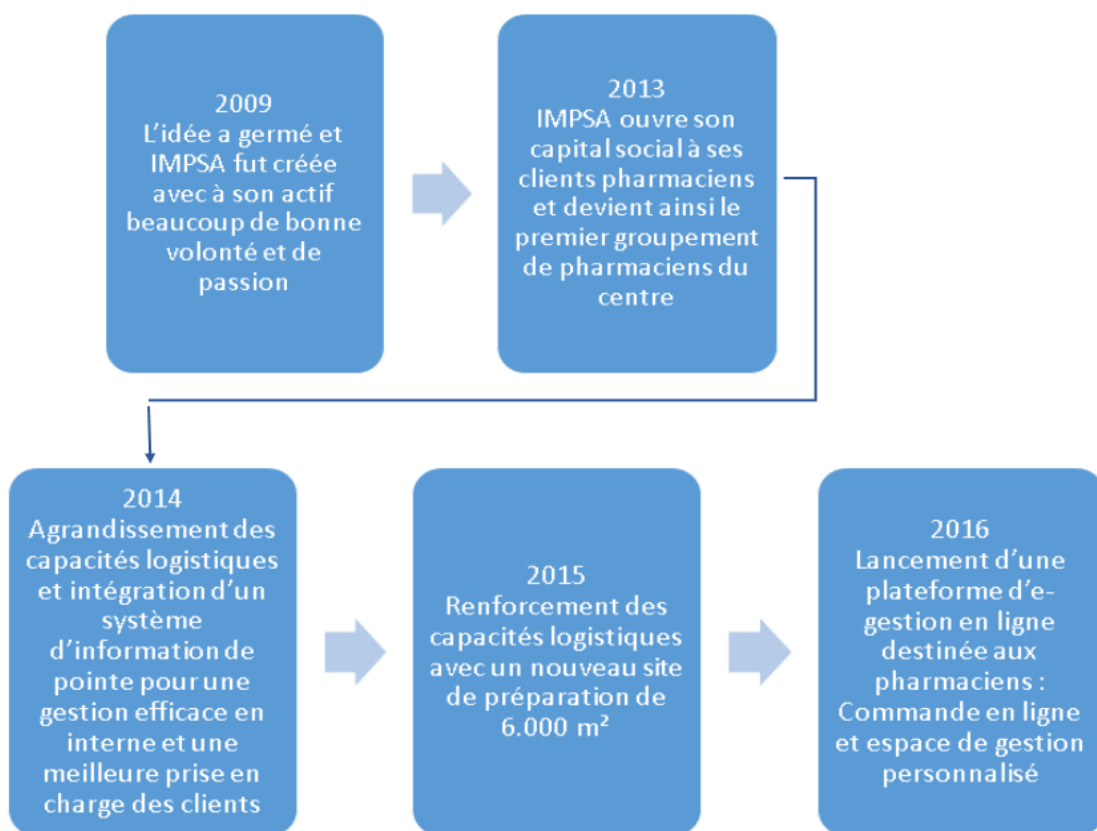 2009
L’idée a germé et
IMPSA fut créée
avec à son actif
beaucoup de bonne
volonté et de
passion
2013
IMPSA ouvre son
capital social à ses
clients pharmaciens
et devient ainsi le
premier groupement
de pharmaciens du
centre
2014
Agrandissement des
capacités logistiques
et intégration d’un
système
d’information de
pointe pour une
gestion efficace en
interne et une
meilleure prise en
charge des clients
2015
Renforcement des
capacités logistiques
avec un nouveau site
de préparation de
6.000 m²
2016
Lancement d’une
plateforme d’e-
gestion en ligne
destinée aux
pharmaciens :
Commande en ligne
et espace de gestion
personnalisé